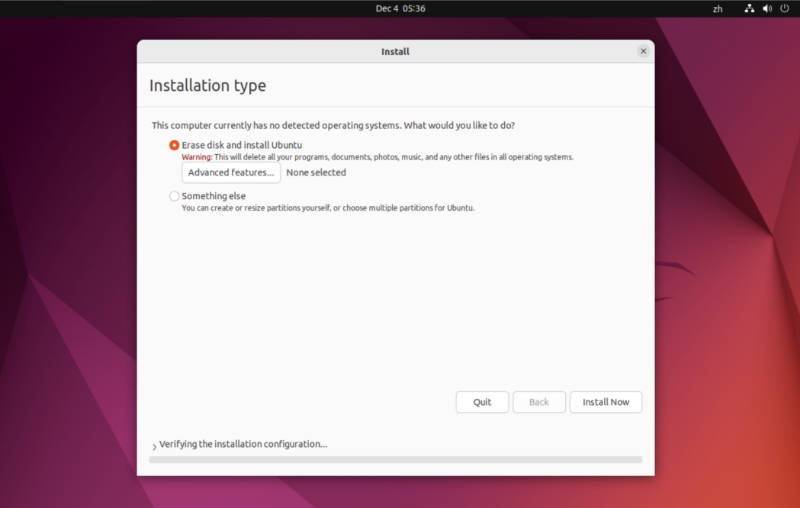 Dec 4 05:36
zh
Install
Installation type
This computer currently has no detected operating systems. What would you like to do?
Erase disk and install Ubuntu
Warning: This will delete all your programs, documents, photos, music, and any other files in all operating systems.
Advanced features... None selected
Something else
You can create or resize partitions yourself, or choose multiple partitions for Ubuntu.
Quit
Back
Install Now
Verifying the installation configuration...